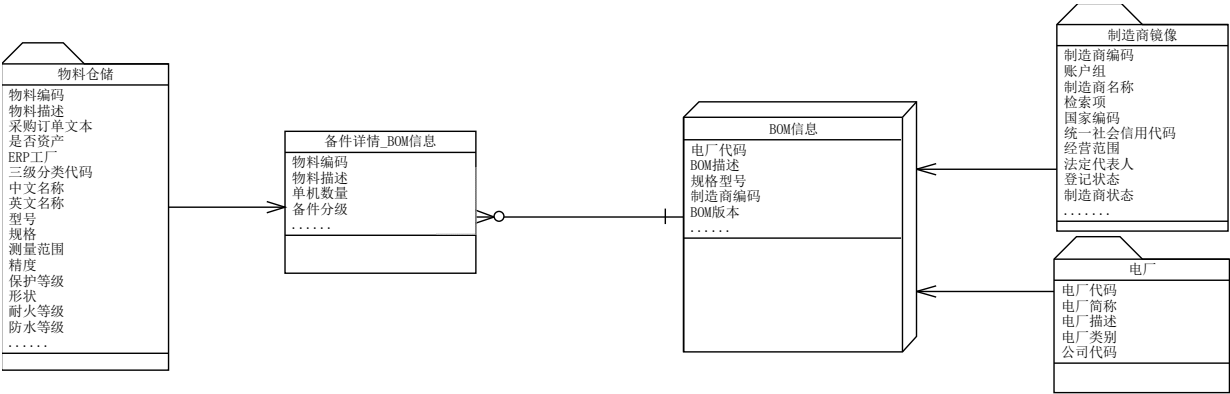 物料仓储
物料编码
物料描述
采购订单文本
是否资产
ERP工厂
三级分类代码
中文名称
英文名称
型号
规格
测量范围
精度
保护等级
形状
耐火等级
防水等级
......
备件详情_BOM信息
物料编码
物料描述
单机数量
备件分级
......
BOM信息
电厂代码
BOM描述
规格型号
制造商编码
BOM版本
......
制造商镜像
制造商编码
账户组
制造商名称
检索项
国家编码
统一社会信用代码
经营范围
法定代表人
登记状态
制造商状态
.......
电厂
电厂代码
电厂简称
电厂描述
电厂类别
公司代码